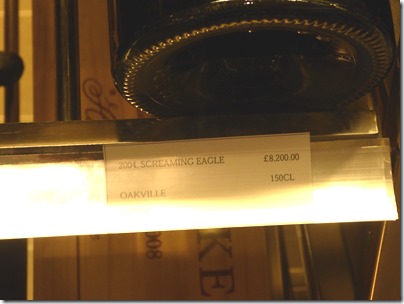 2004 SCREAMING EAGLE £8,200.00
150CL
OAKVILLE